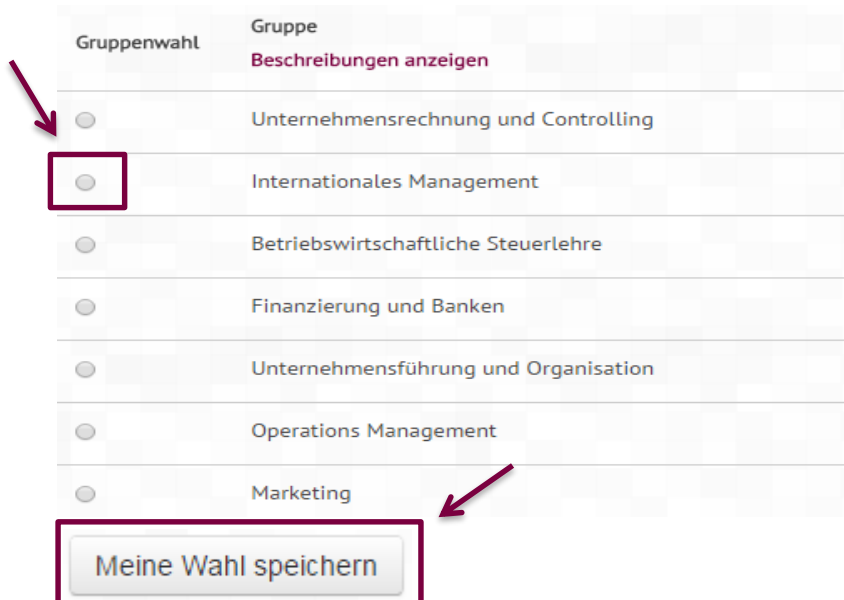 Gruppenwahl
Gruppe
Beschreibungen anzeigen
Unternehmensrechnung und Controlling
Internationales Management
Betriebswirtschaftliche Steuerlehre
Finanzierung und Banken
Unternehmensführung und Organisation
Operations Management
Marketing
Meine Wahl speichern